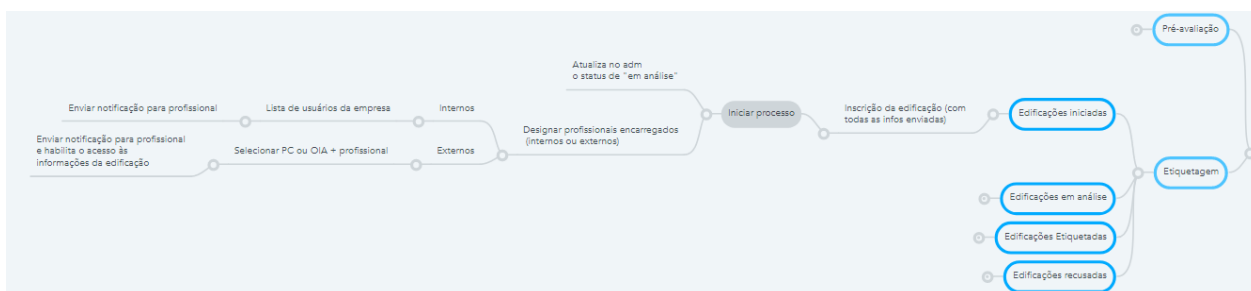 Pré-avaliação
Atualiza no adm
o status de "em análise"
Enviar notificação para profissional
Lista de usuários da empresa
Internos
Iniciar processo
Inscrição da edificação (com
todas as infos enviadas)
Edificações iniciadas
Designar profissionais encarregados
(internos ou externos)
Enviar notificação para profissional
e habilita o acesso às
informações da edificação
Selecionar PC ou OIA + profissional
Externos
Etiquetagem
Edificações em análise
Edificações Etiquetadas
Edificações recusadas